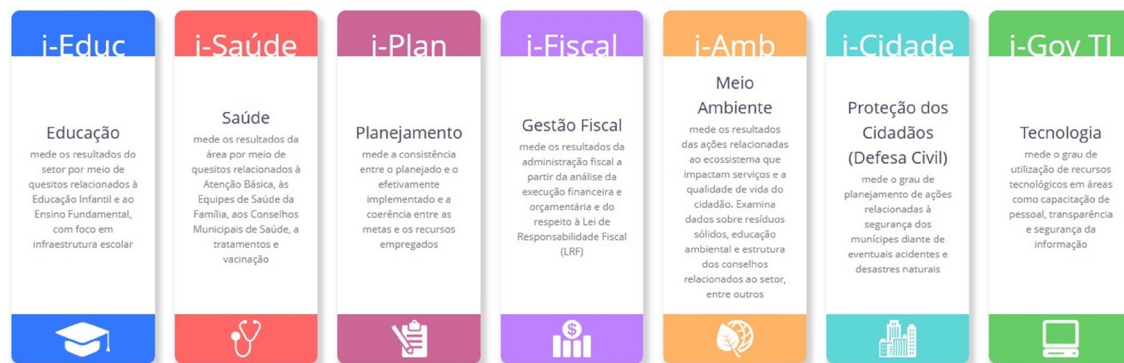 i-Educ
Educação
mede os resultados do
setor por meio de
quesitos relacionados à
Educação Infantil e ao
Ensino Fundamental,
com foco em
infraestrutura escolar
i-Saúde
Saúde
mede os resultados da
área por meio de
quesitos relacionados à
Atenção Básica, às
Equipes de Saúde da
Família, aos Conselhos
Municipais de Saúde, a
tratamentos e
vacinação
i-Plan
Planejamento
mede a consistência
entre o planejado e o
efetivamente
implementado e a
coerência entre as
metas e os recursos
empregados
i-Fiscal
Gestão Fiscal
mede os resultados da
administração fiscal a
partir da análise da
execução financeira e
orçamentária e do
respeito à Lei de
Responsabilidade Fiscal
(LRF)
i-Amb
Meio
Ambiente
mede os resultados
das ações relacionadas
ao ecossistema que
impactam serviços e a
qualidade de vida do
cidadão. Examina
dados sobre resíduos
sólidos, educação
ambiental e estrutura
dos conselhos
relacionados ao setor,
entre outros
i-Cidade
Proteção dos
Cidadãos
(Defesa Civil)
mede o grau de
planejamento de ações
relacionadas à
segurança dos
munícipes diante de
eventuais acidentes e
desastres naturais
i-Gov TI
Tecnologia
mede o grau de
utilização de recursos
tecnológicos em áreas
como capacitação de
pessoal, transparência
e segurança da
informação